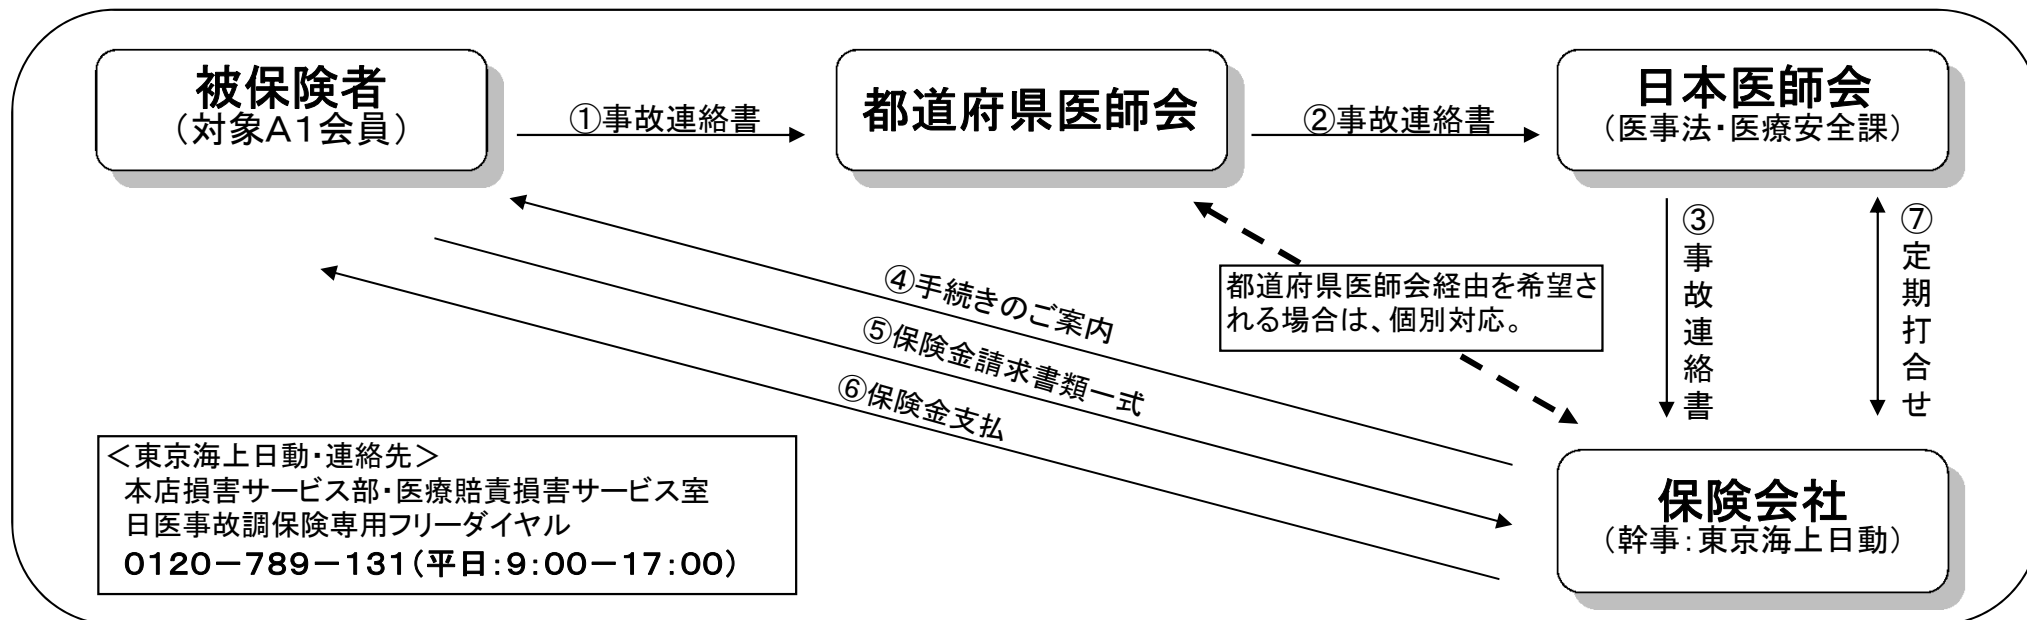 被保険者
（対象Ａ１会員）
①事故連絡書
都道府県医師会
②事故連絡書
日本医師会
（医事法・医療安全課）
③事故連絡書
⑦定期打合せ
④手続きのご案内
都道府県医師会経由を希望さ
れる場合は、個別対応。
⑤保険金請求書類一式
⑥保険金支払
＜東京海上日動・連絡先＞
本店損害サービス部・医療賠責損害サービス室
日医事故調保険専用フリーダイヤル
０１２０－７８９－１３１（平日：９：００－１７：００）
保険会社
（幹事：東京海上日動）